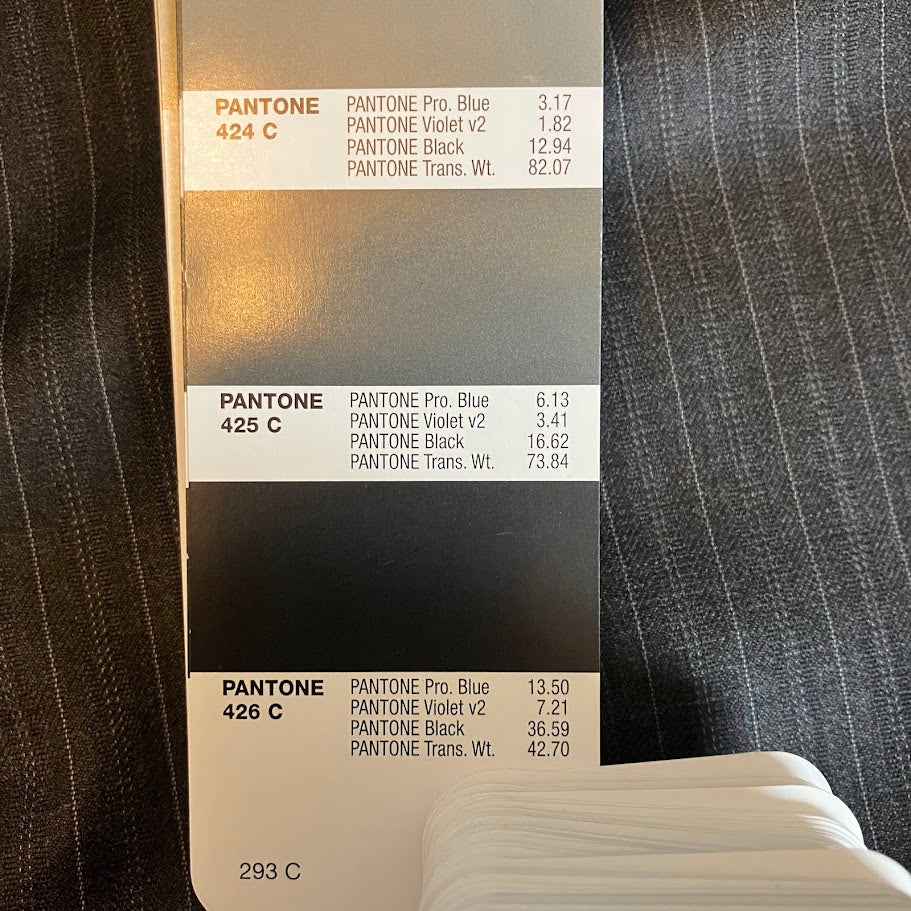 PANTONE
424 C
PANTONE Pro. Blue 3.17
PANTONE Violet v2 1.82
PANTONE Black 12.94
PANTONE Trans. Wt. 82.07
PANTONE
425 C
PANTONE Pro. Blue 6.13
PANTONE Violet v2 3.41
PANTONE Black 16.62
PANTONE Trans. Wt. 73.84
PANTONE
426 C
PANTONE Pro. Blue 13.50
PANTONE Violet v2 7.21
PANTONE Black 36.59
PANTONE Trans. Wt. 42.70
293 C